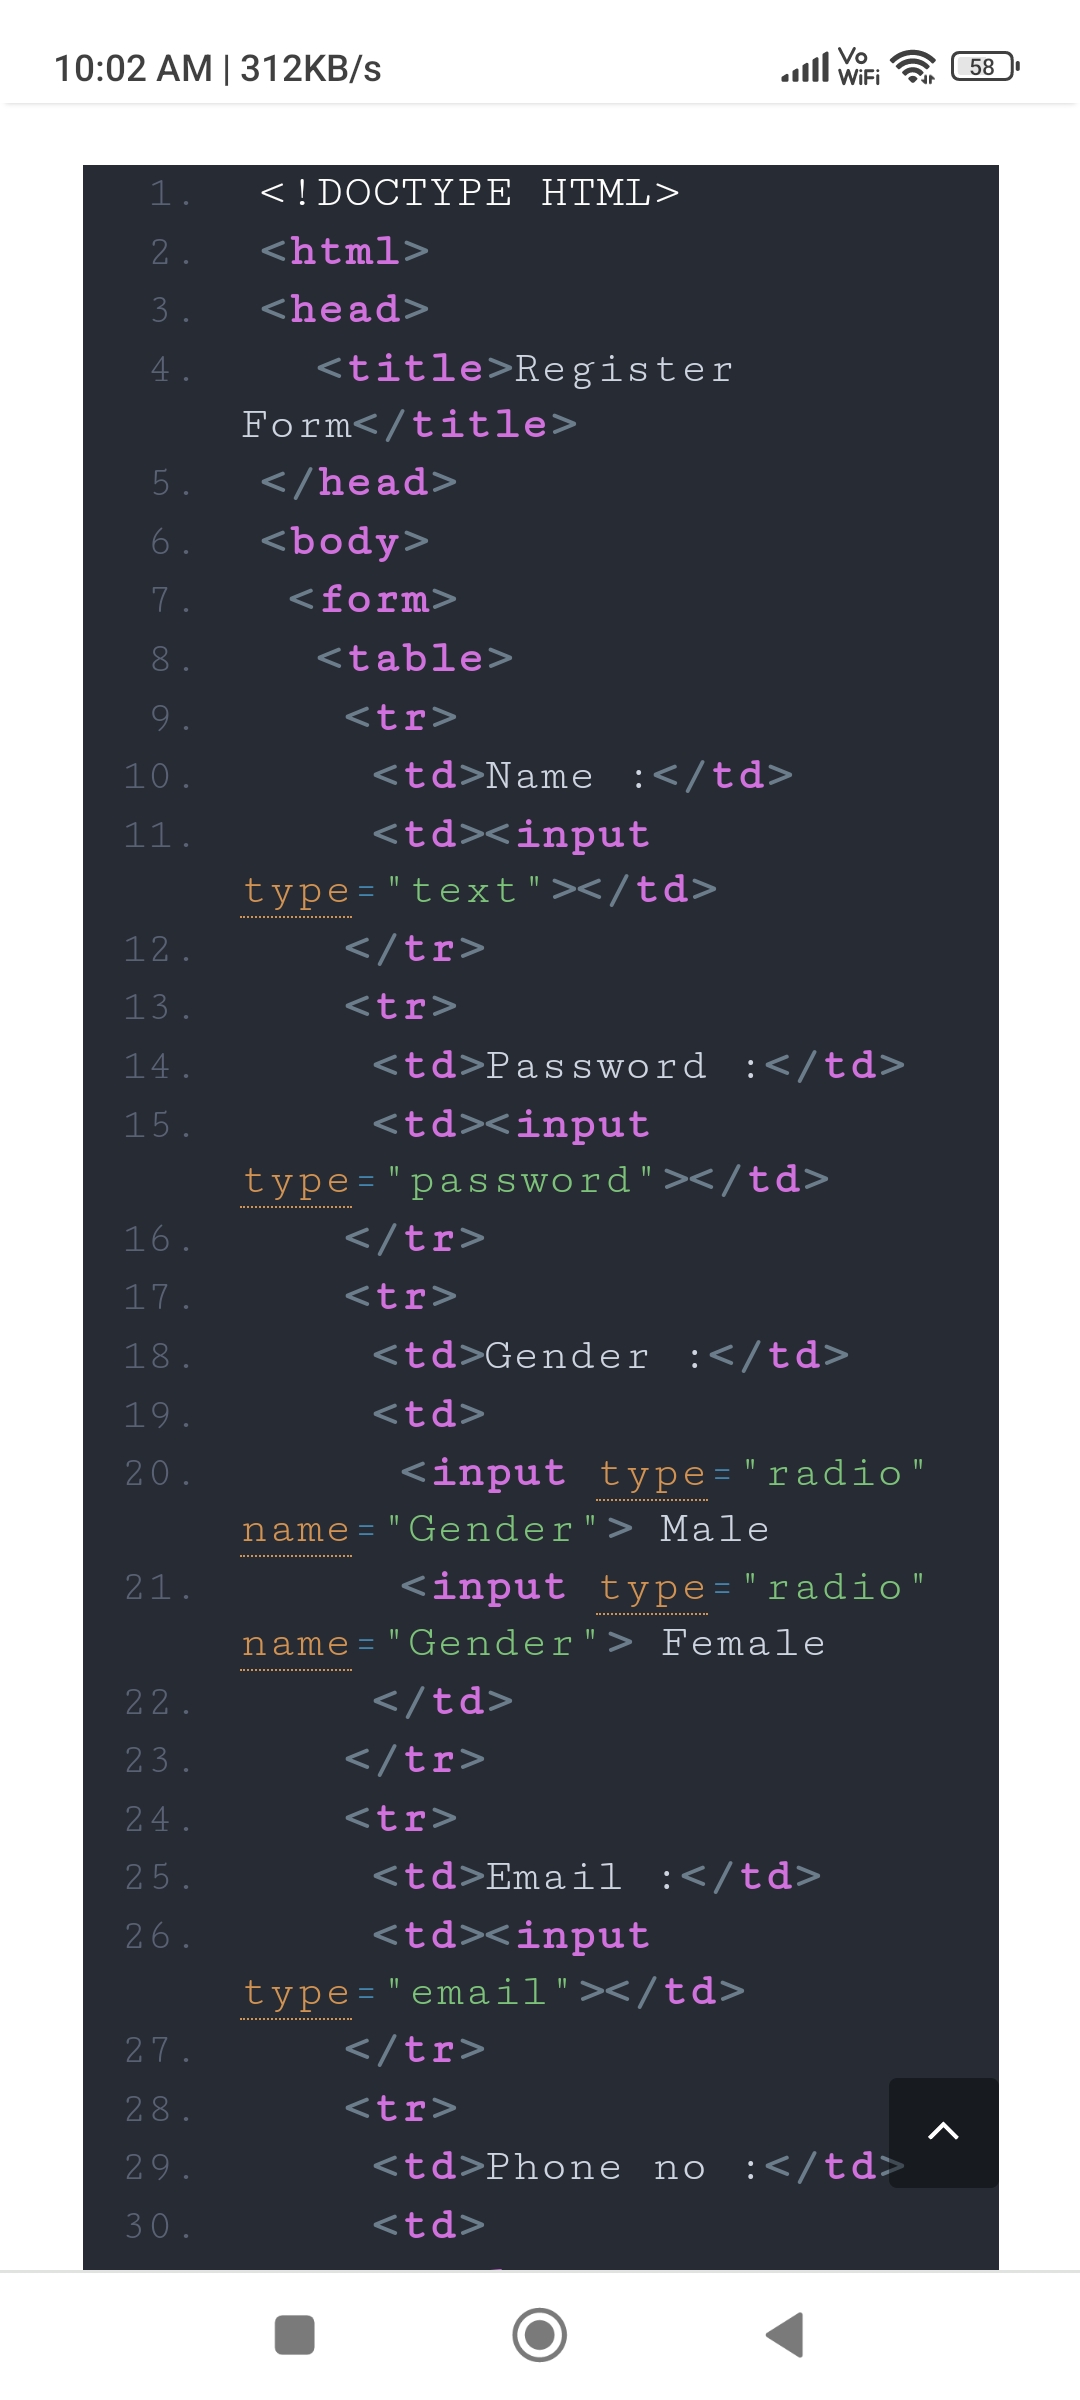 10:02 AM | 312KB/s
Vo
WiFi
58
1. <!DOCTYPE HTML>
2. <html>
3. <head>
4. <title>Register
Form</title>
5. </head>
6. <body>
7. <form>
8. <table>
9. <tr>
10. <td>Name :</td>
11. <td><input
type="text"></td>
12. </tr>
13. <tr>
14. <td>Password :</td>
15. <td><input
type="password"></td>
16. </tr>
17. <tr>
18. <td>Gender :</td>
19. <td>
20. <input type="radio"
name="Gender"> Male
21. <input type="radio"
name="Gender"> Female
22. </td>
23. </tr>
24. <tr>
25. <td>Email :</td>
26. <td><input
type="email"></td>
27. </tr>
28. <tr>
29. <td>Phone no :</td>
30. <td>